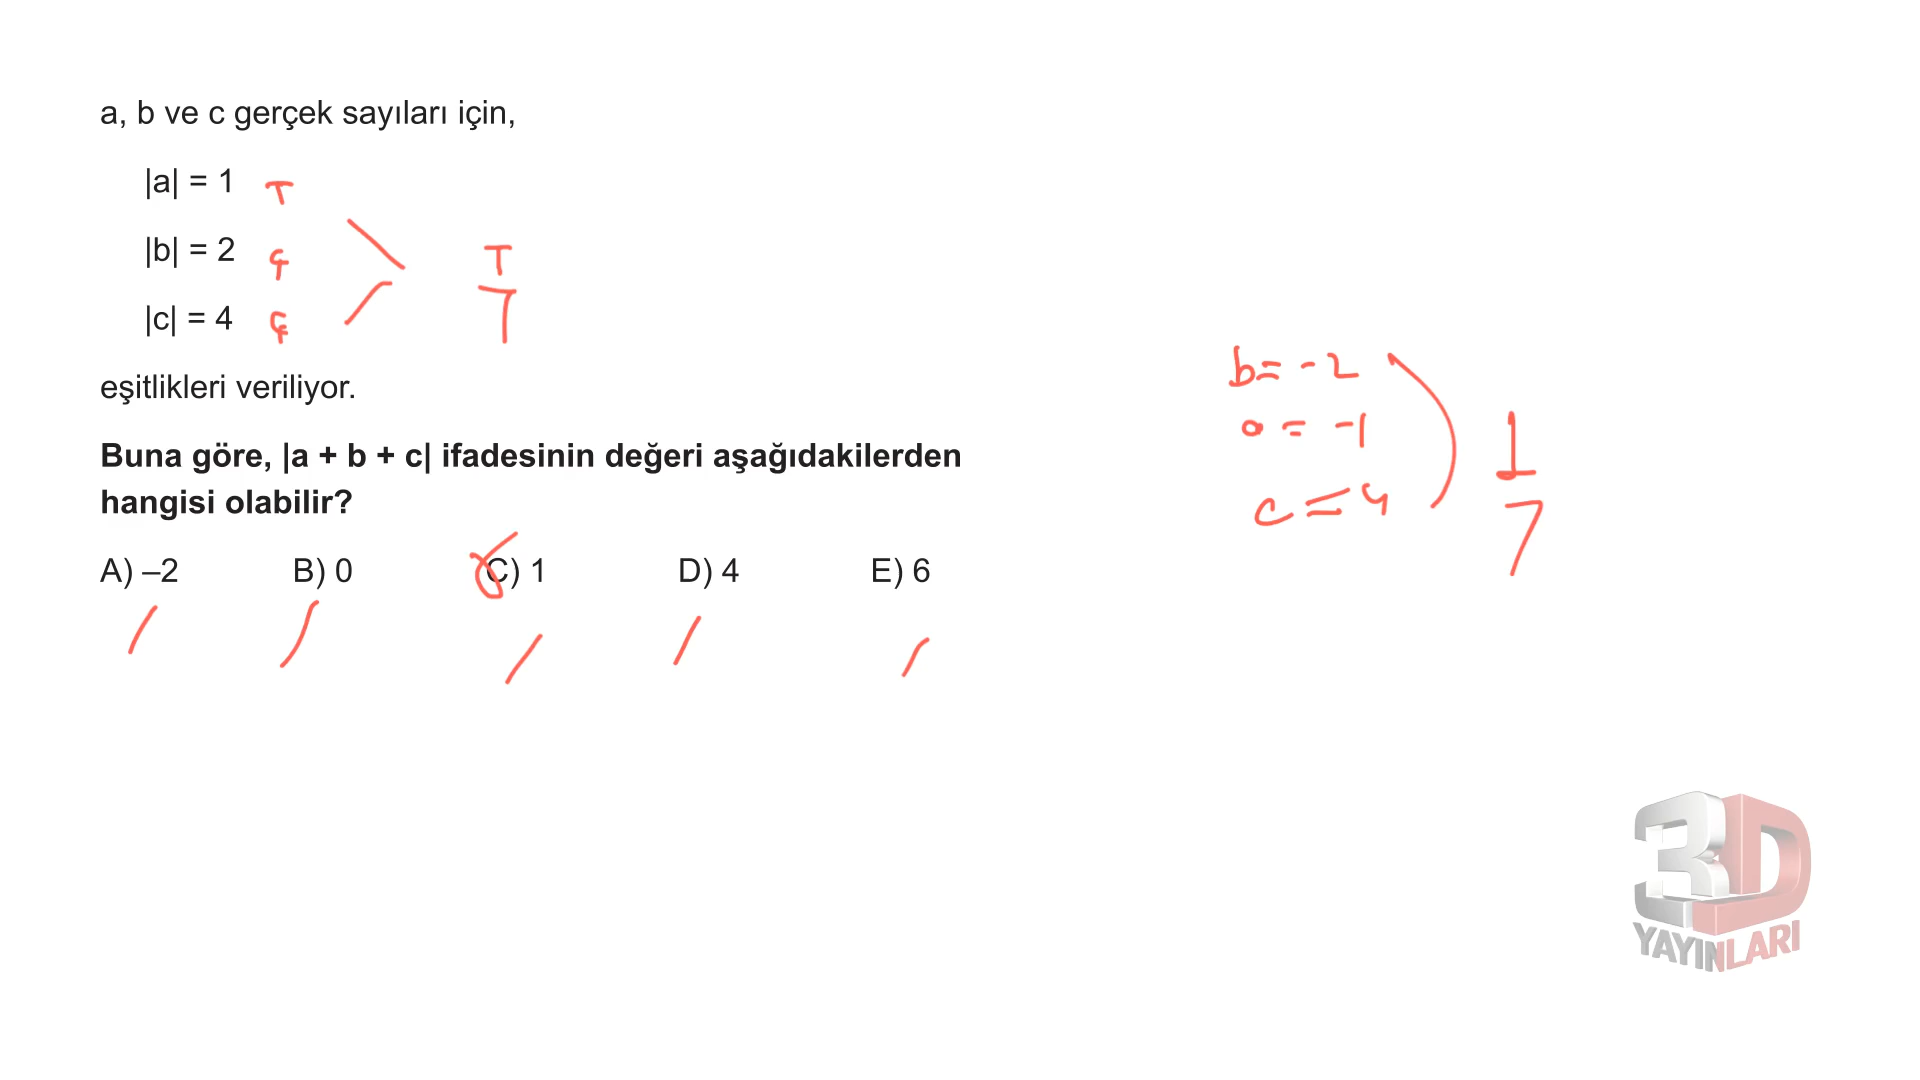 a, b ve c gerçek sayıları için,
|a| = 1 T
|b| = 2 Ç
|c| = 4 Ç
T
7
eşitlikleri veriliyor.
b = -2
a = -1
c = 4
1
7
Buna göre, |a + b + c| ifadesinin değeri aşağıdakilerden
hangisi olabilir?
A) –2 B) 0 C) 1 D) 4 E) 6
3D
YAYINLARI